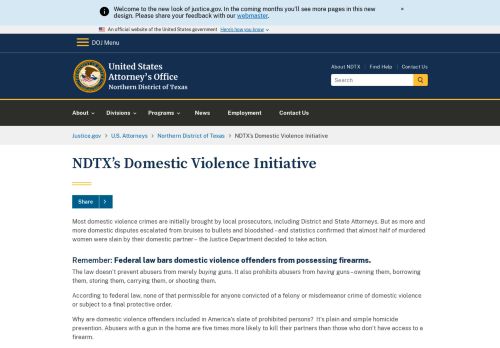 Welcome to the new look of justice.gov. In the coming months you'll see more pages in this new
design. Please share your feedback with our webmaster.
×
An official website of the United States government Here's how you know
DOJ Menu
United States
Attorney's Office
Northern District of Texas
About NDTX | Find Help | Contact Us
Search
About Divisions Programs News Employment Contact Us
Justice.gov > U.S. Attorneys > Northern District of Texas > NDTX's Domestic Violence Initiative
NDTX's Domestic Violence Initiative
Share >
Most domestic violence crimes are initially brought by local prosecutors, including District and State Attorneys. But as more and
more domestic disputes escalated from bruises to bullets and bloodshed - and statistics confirmed that almost half of murdered
women were slain by their domestic partner – the Justice Department decided to take action.
Remember: Federal law bars domestic violence offenders from possessing firearms.
The law doesn't prevent abusers from merely buying guns. It also prohibits abusers from having guns – owning them, borrowing
them, storing them, carrying them, or shooting them.
According to federal law, none of that permissible for anyone convicted of a felony or misdemeanor crime of domestic violence
or subject to a final protective order.
Why are domestic violence offenders included in America's slate of prohibited persons? It's plain and simple homicide
prevention. Abusers with a gun in the home are five times more likely to kill their partners than those who don't have access to a
firearm.